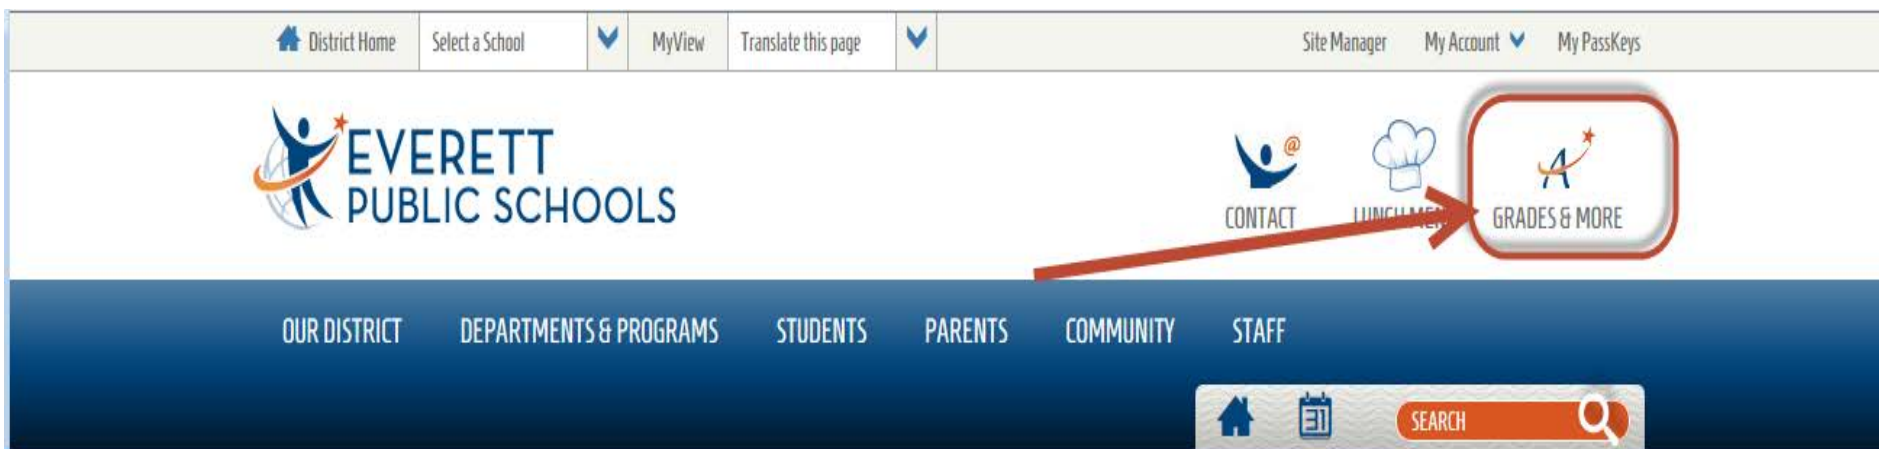 District Home Select a School MyView Translate this page Site Manager My Account My PassKeys
EVERETT
PUBLIC SCHOOLS
@
A
CONTACT LUNCH GRADES & MORE
OUR DISTRICT DEPARTMENTS & PROGRAMS STUDENTS PARENTS COMMUNITY STAFF
31 SEARCH